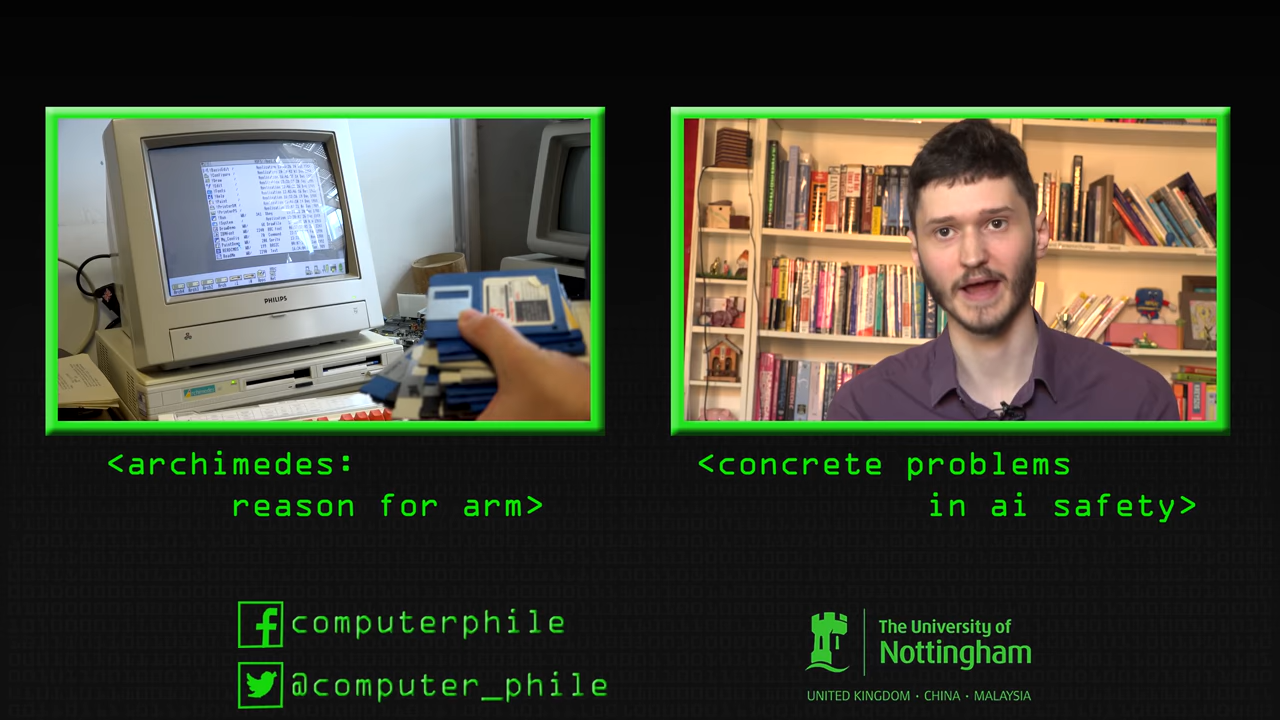 PHILIPS
<archimedes:
reason for arm>
<concrete problems
in ai safety>
computerphile
@computer_phile
The University of
Nottingham
UNITED KINGDOM · CHINA · MALAYSIA